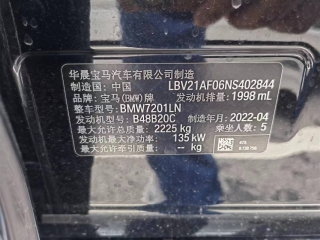 华晨宝马汽车有限公司制造
制造国：中国 LBV21AF06NS402844
品牌：宝马(BMW)牌 发动机排量：1998 mL
整车型号：BMW7201LN
发动机型号：B48B20C 制造年月：2022-04
最大允许总质量：2225 kg 乘坐人数：5
发动机最大净功率：135 kW
最大允许牵引质量：-- kg